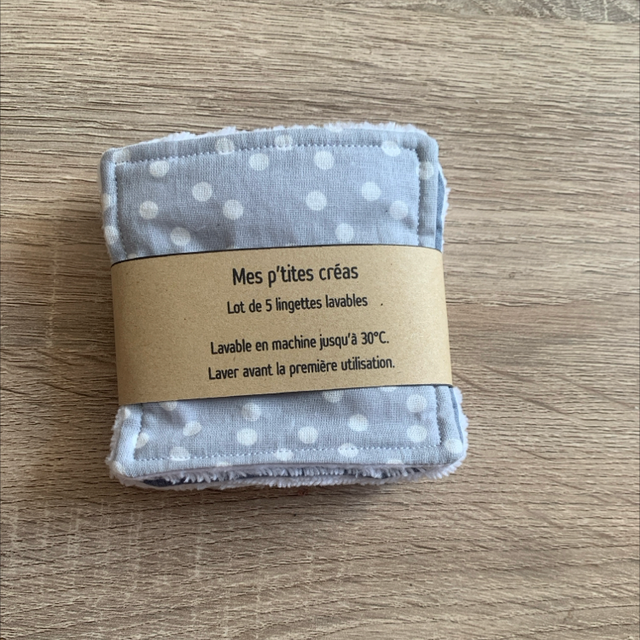 Mes p'tites créas
Lot de 5 lingettes lavables
Lavable en machine jusqu'à 30°C.
Laver avant la première utilisation.